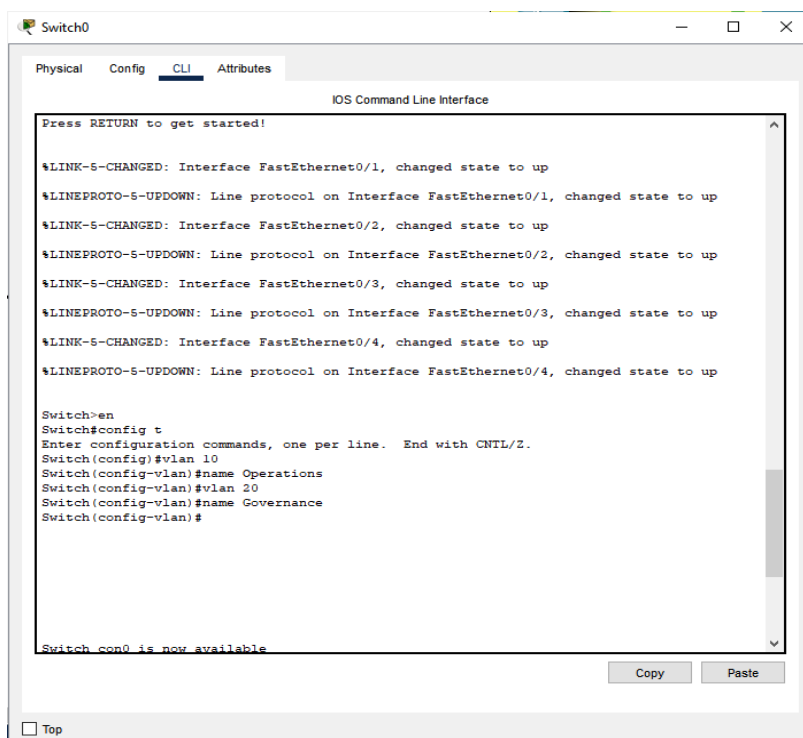 Switch0
Physical Config CLI Attributes
IOS Command Line Interface
Press RETURN to get started!
%LINK-5-CHANGED: Interface FastEthernet0/1, changed state to up
%LINEPROTO-5-UPDOWN: Line protocol on Interface FastEthernet0/1, changed state to up
%LINK-5-CHANGED: Interface FastEthernet0/2, changed state to up
%LINEPROTO-5-UPDOWN: Line protocol on Interface FastEthernet0/2, changed state to up
%LINK-5-CHANGED: Interface FastEthernet0/3, changed state to up
%LINEPROTO-5-UPDOWN: Line protocol on Interface FastEthernet0/3, changed state to up
%LINK-5-CHANGED: Interface FastEthernet0/4, changed state to up
%LINEPROTO-5-UPDOWN: Line protocol on Interface FastEthernet0/4, changed state to up
Switch>en
Switch#config t
Enter configuration commands, one per line.  End with CNTL/Z.
Switch(config)#vlan 10
Switch(config-vlan)#name Operations
Switch(config-vlan)#vlan 20
Switch(config-vlan)#name Governance
Switch(config-vlan)#
Switch con0 is now available
Copy Paste
Top